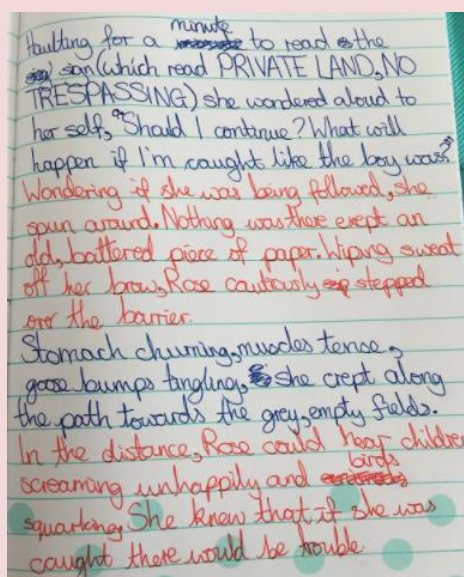 Haulting for a minute to read the
sign (which read PRIVATE LAND, NO
TRESPASSING) she wondered aloud to
her self, "Should I continue? What will
happen if I'm caught like the boy was?"
Wondering if she was being followed, she
spun around. Nothing was there exept an
old, battered piece of paper. Wiping sweat
off her brow, Rose cautiously stepped
over the barrier.
Stomach churning, muscles tense,
goose bumps tingling, she crept along
the path towards the grey, empty fields.
In the distance, Rose could hear children
screaming unhappily and birds
squarking. She knew that if she was
caught there would be trouble.